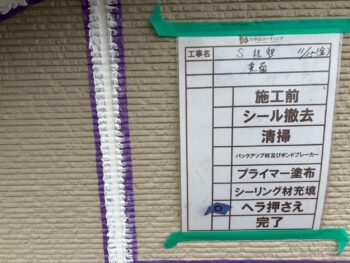 工事名 S様邸 11/15(金)
東面
施工前
シール撤去
清掃
バックアップ材及びボンドブレーカー
プライマー塗布
シーリング材充填
ヘラ押さえ
完了